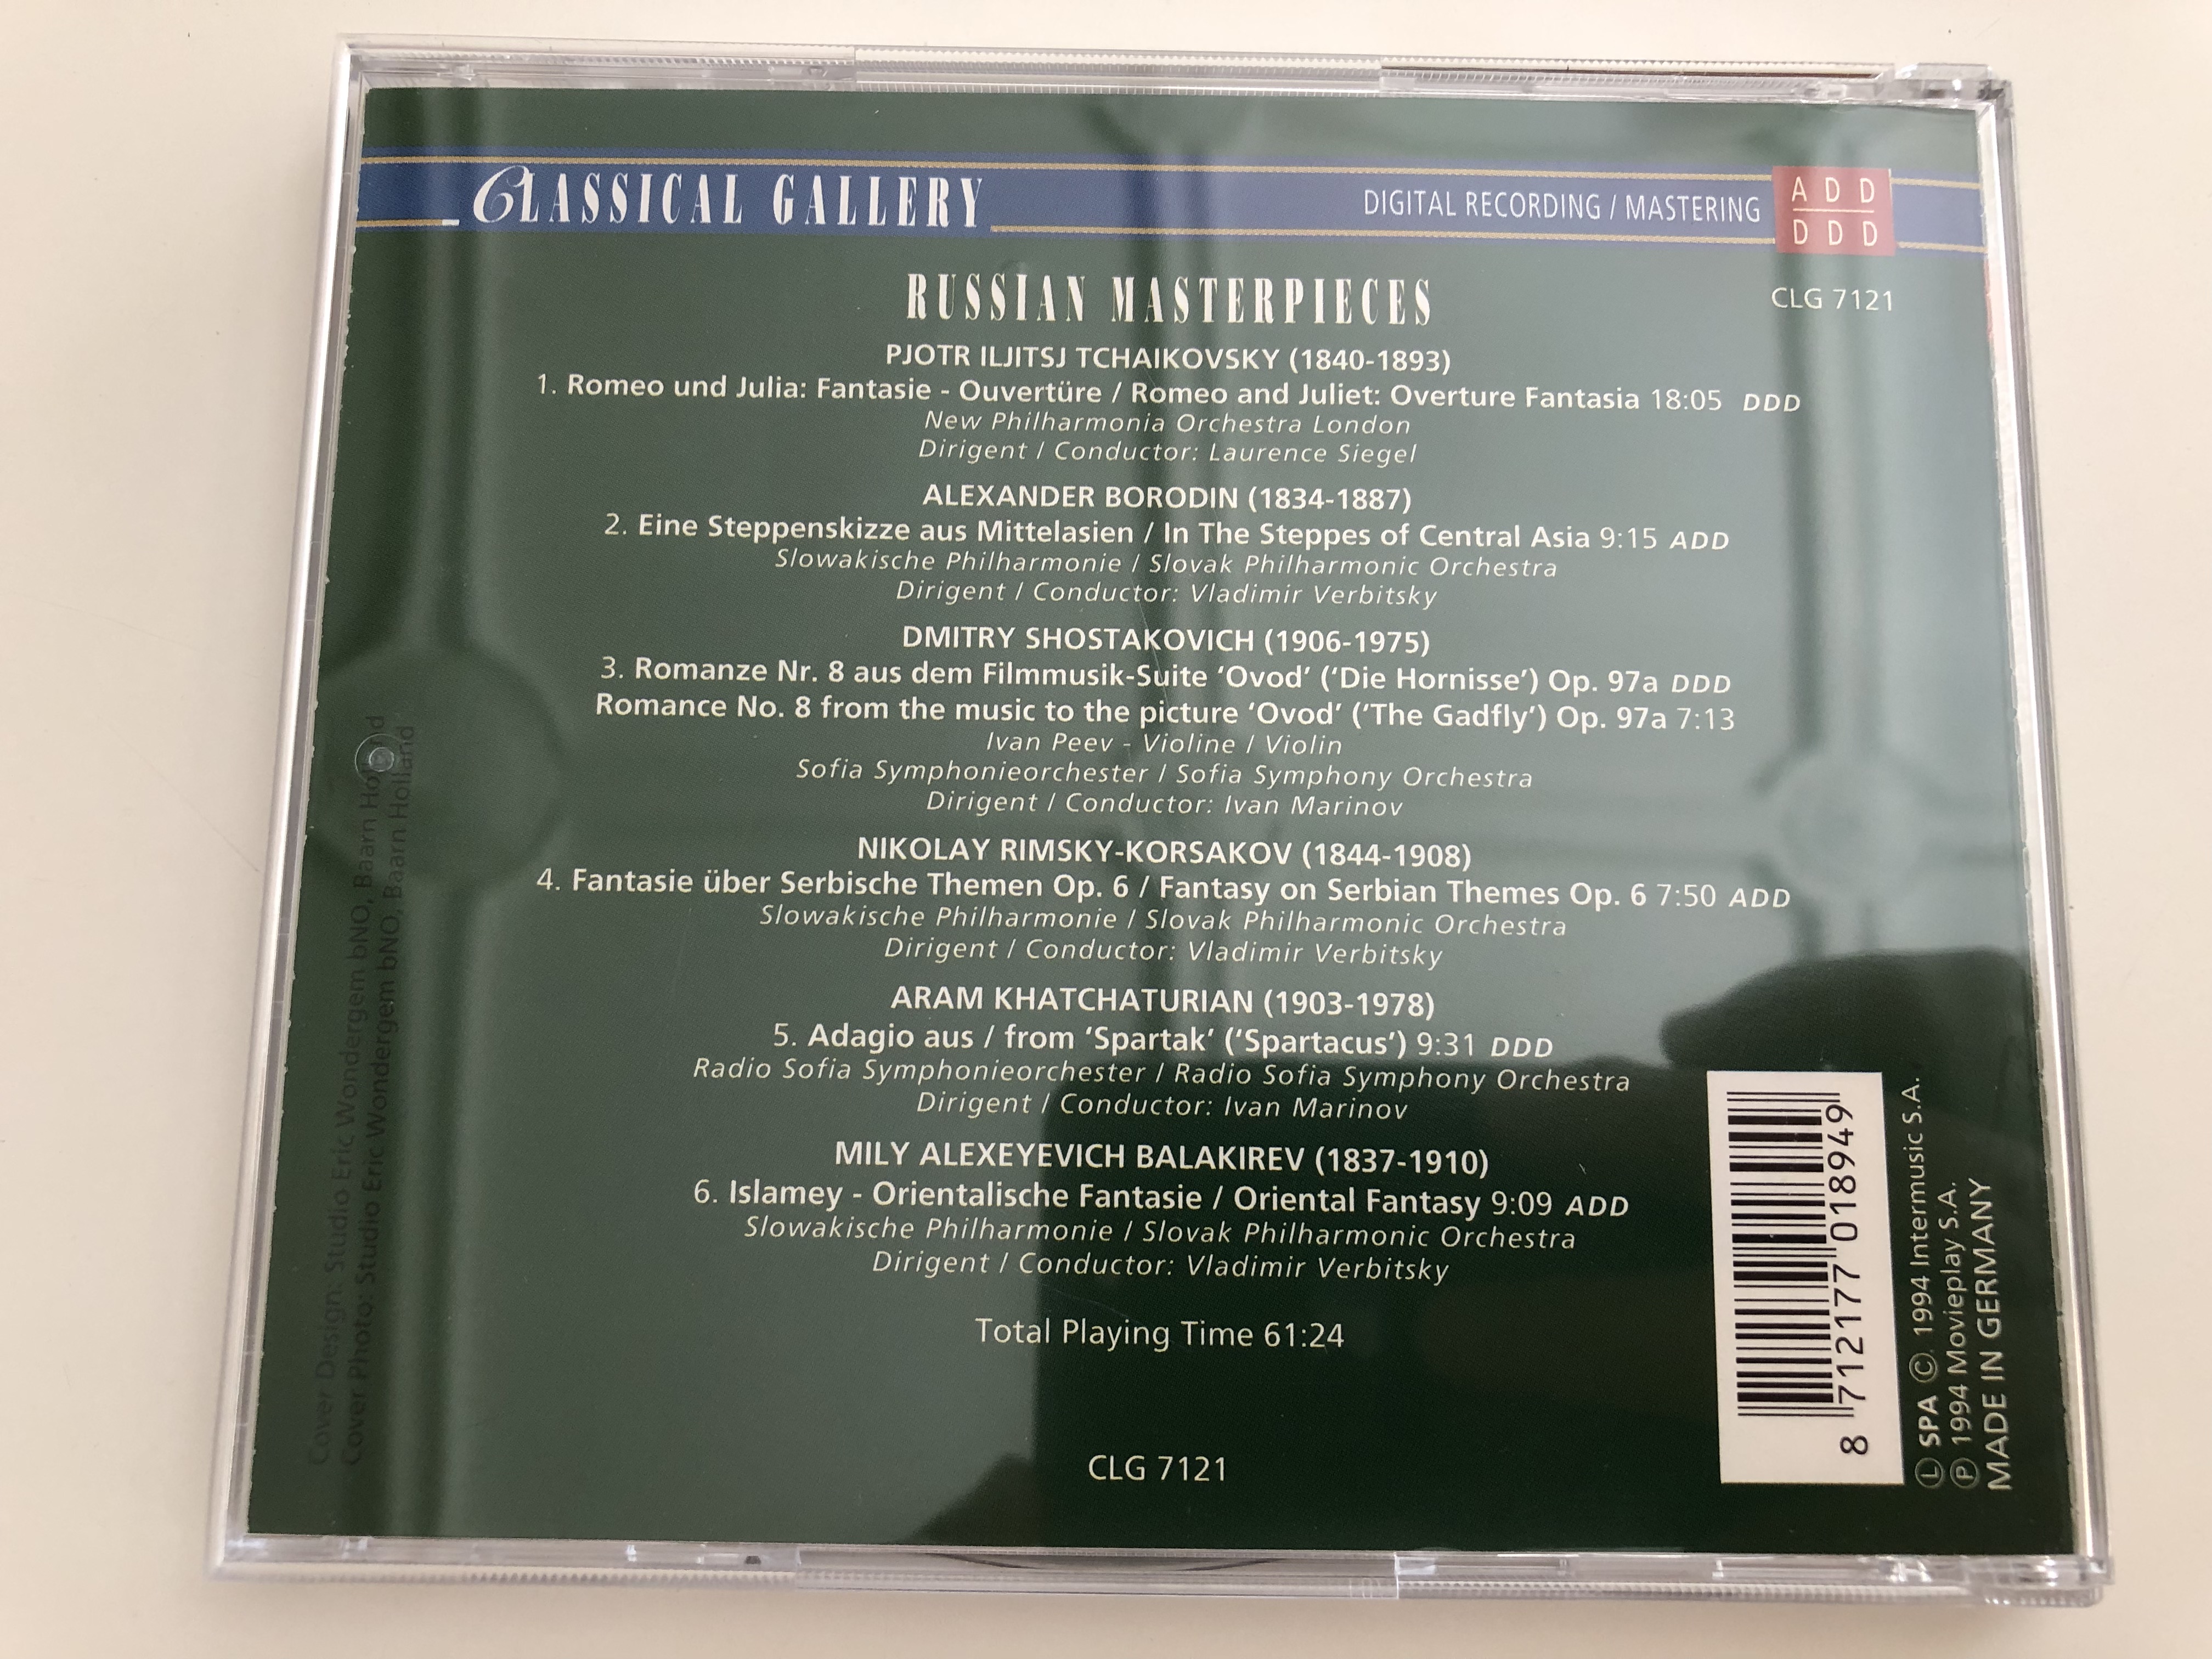 CLASSICAL GALLERY
DIGITAL RECORDING / MASTERING
ADD
DDD
RUSSIAN MASTERPIECES
CLG 7121
PJOTR ILJITSJ TCHAIKOVSKY (1840-1893)
1. Romeo und Julia: Fantasie - Ouvertüre / Romeo and Juliet: Overture Fantasia 18:05 DDD
New Philharmonia Orchestra London
Dirigent / Conductor: Laurence Siegel
ALEXANDER BORODIN (1834-1887)
2. Eine Steppenskizze aus Mittelasien / In The Steppes of Central Asia 9:15 ADD
Slowakische Philharmonie / Slovak Philharmonic Orchestra
Dirigent / Conductor: Vladimir Verbitsky
DMITRY SHOSTAKOVICH (1906-1975)
3. Romanze Nr. 8 aus dem Filmmusik-Suite ‘Ovod’ (‘Die Hornisse’) Op. 97a DDD
Romance No. 8 from the music to the picture ‘Ovod’ (‘The Gadfly’) Op. 97a 7:13
Ivan Peev - Violine / Violin
Sofia Symphonieorchester / Sofia Symphony Orchestra
Dirigent / Conductor: Ivan Marinov
NIKOLAY RIMSKY-KORSAKOV (1844-1908)
4. Fantasie über Serbische Themen Op. 6 / Fantasy on Serbian Themes Op. 6 7:50 ADD
Slowakische Philharmonie / Slovak Philharmonic Orchestra
Dirigent / Conductor: Vladimir Verbitsky
ARAM KHATCHATURIAN (1903-1978)
5. Adagio aus / from ‘Spartak’ (‘Spartacus’) 9:31 DDD
Radio Sofia Symphonieorchester / Radio Sofia Symphony Orchestra
Dirigent / Conductor: Ivan Marinov
MILY ALEXEYEVICH BALAKIREV (1837-1910)
6. Islamey - Orientalische Fantasie / Oriental Fantasy 9:09 ADD
Slowakische Philharmonie / Slovak Philharmonic Orchestra
Dirigent / Conductor: Vladimir Verbitsky
Total Playing Time 61:24
CLG 7121
Cover Design: Studio Eric Wondergem bNO, Baarn Holland
Cover Photo: Studio Eric Wondergem bNO, Baarn Holland
8 712177 018949
Ⓛ SPA Ⓒ. 1994 Intermusic S.A.
Ⓟ 1994 Movieplay S.A.
MADE IN GERMANY